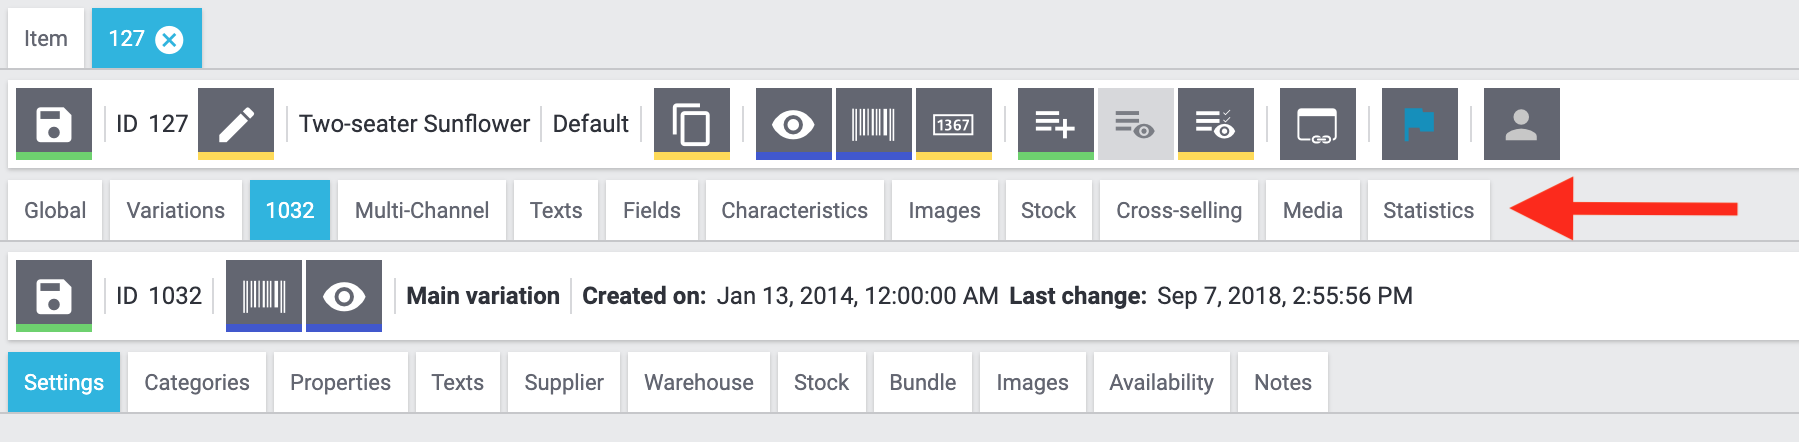 Item 127
ID 127 Two-seater Sunflower Default 1367
Global Variations 1032 Multi-Channel Texts Fields Characteristics Images Stock Cross-selling Media Statistics
ID 1032 Main variation Created on: Jan 13, 2014, 12:00:00 AM Last change: Sep 7, 2018, 2:55:56 PM
Settings Categories Properties Texts Supplier Warehouse Stock Bundle Images Availability Notes